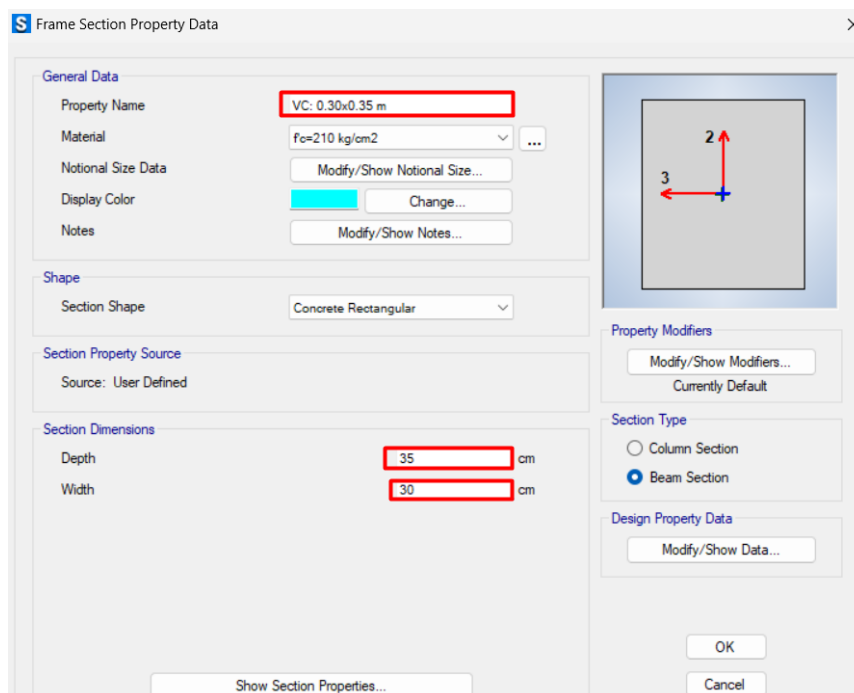 S Frame Section Property Data
General Data
Property Name VC: 0.30x0.35 m
Material f'c=210 kg/cm2 ...
Notional Size Data Modify/Show Notional Size...
Display Color Change...
Notes Modify/Show Notes...
Shape
Section Shape Concrete Rectangular
Section Property Source
Source: User Defined
Section Dimensions
Depth 35 cm
Width 30 cm
Show Section Properties...
2
3
Property Modifiers
Modify/Show Modifiers...
Currently Default
Section Type
Column Section
Beam Section
Design Property Data
Modify/Show Data...
OK
Cancel